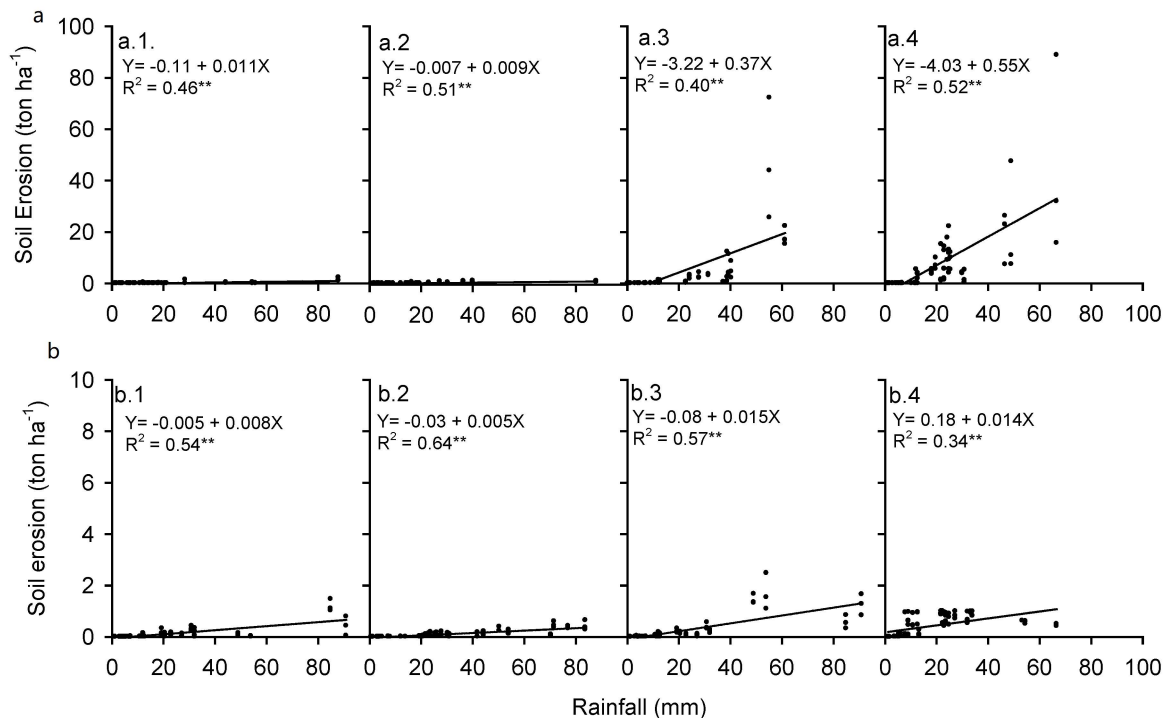 a
Soil Erosion (ton ha⁻¹)
100
80
60
40
20
0
a.1.
Y= -0.11 + 0.011X
R² = 0.46**
a.2
Y= -0.007 + 0.009X
R² = 0.51**
a.3
Y= -3.22 + 0.37X
R² = 0.40**
a.4
Y= -4.03 + 0.55X
R² = 0.52**
0 20 40 60 80 0 20 40 60 80 0 20 40 60 80 0 20 40 60 80 100
b
Soil erosion (ton ha⁻¹)
10
8
6
4
2
0
b.1
Y= -0.005 + 0.008X
R² = 0.54**
b.2
Y= -0.03 + 0.005X
R² = 0.64**
b.3
Y= -0.08 + 0.015X
R² = 0.57**
b.4
Y= 0.18 + 0.014X
R² = 0.34**
0 20 40 60 80 0 20 40 60 80 0 20 40 60 80 0 20 40 60 80 100
Rainfall (mm)